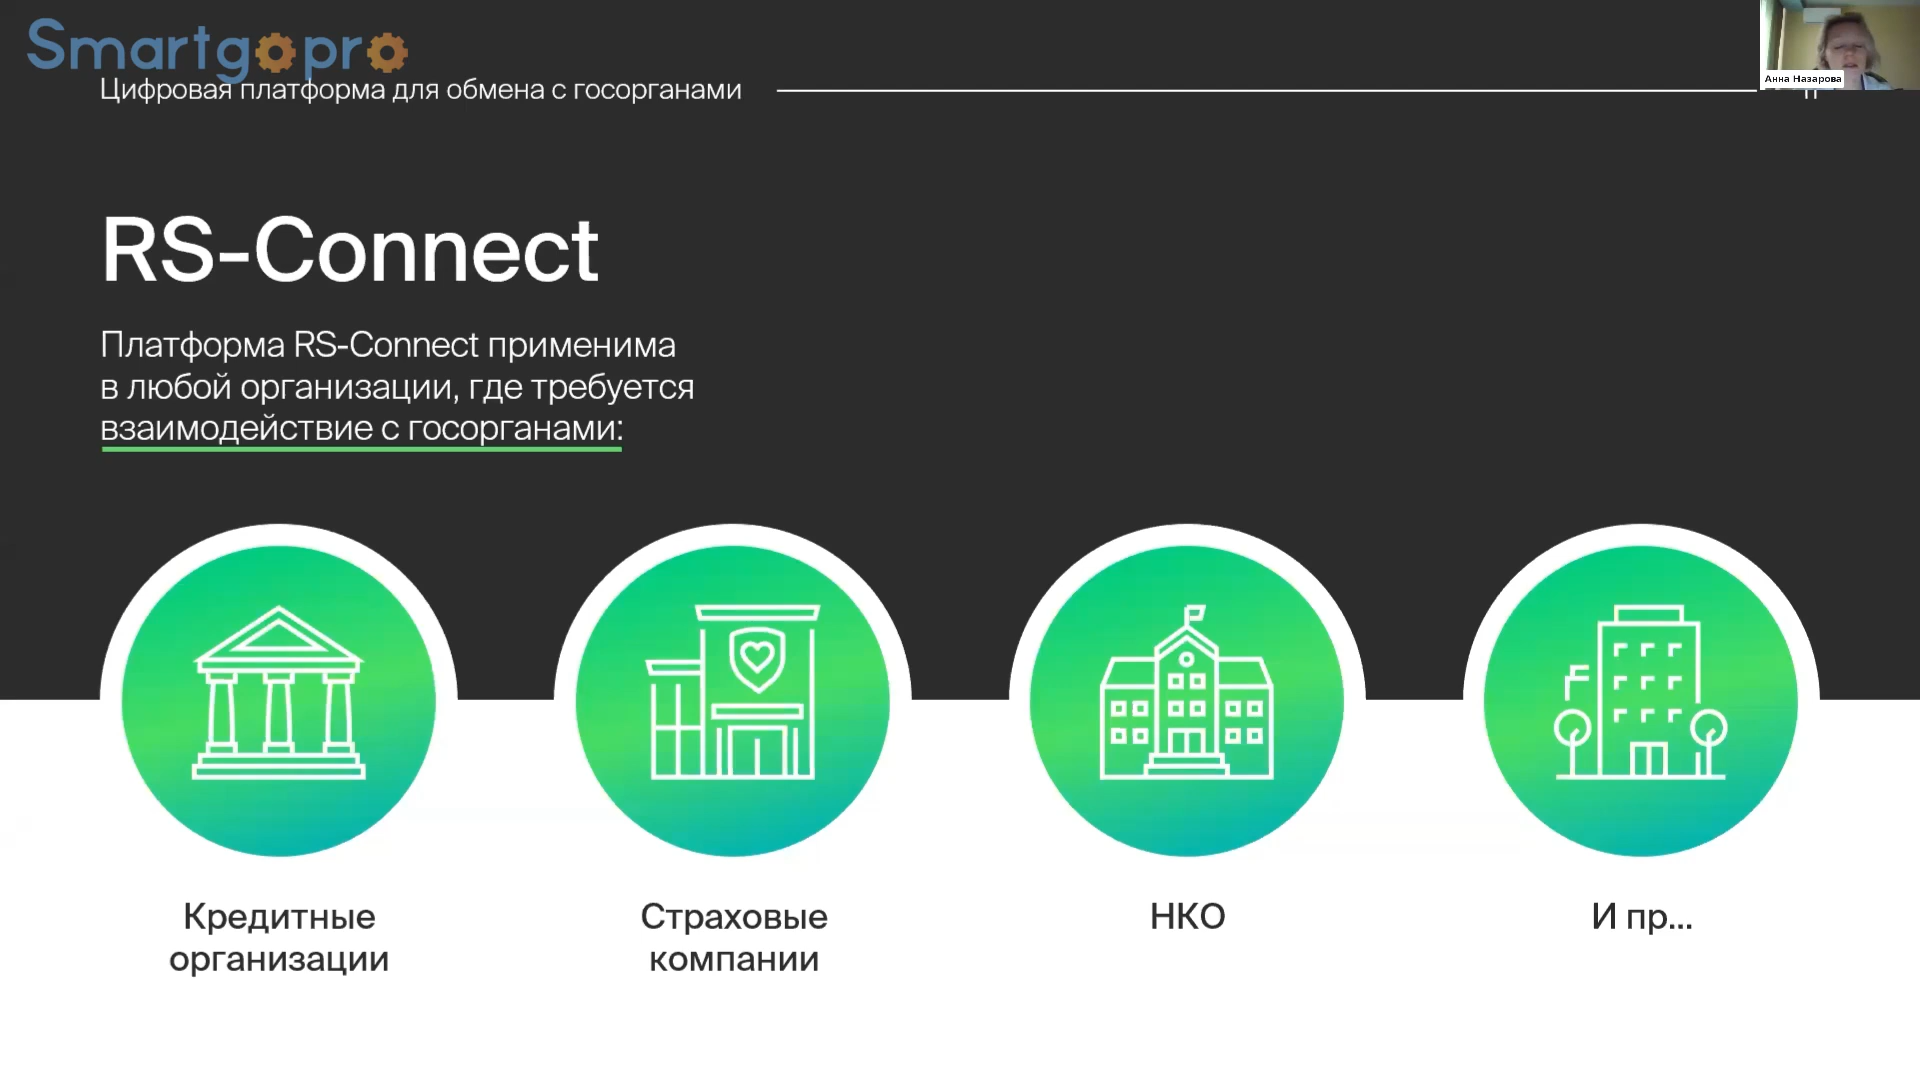 Smartgopro
Цифровая платформа для обмена с госорганами
Анна Назарова
RS-Connect
Платформа RS-Connect применима
в любой организации, где требуется
взаимодействие с госорганами:
Кредитные
организации
Страховые
компании
НКО
И пр...